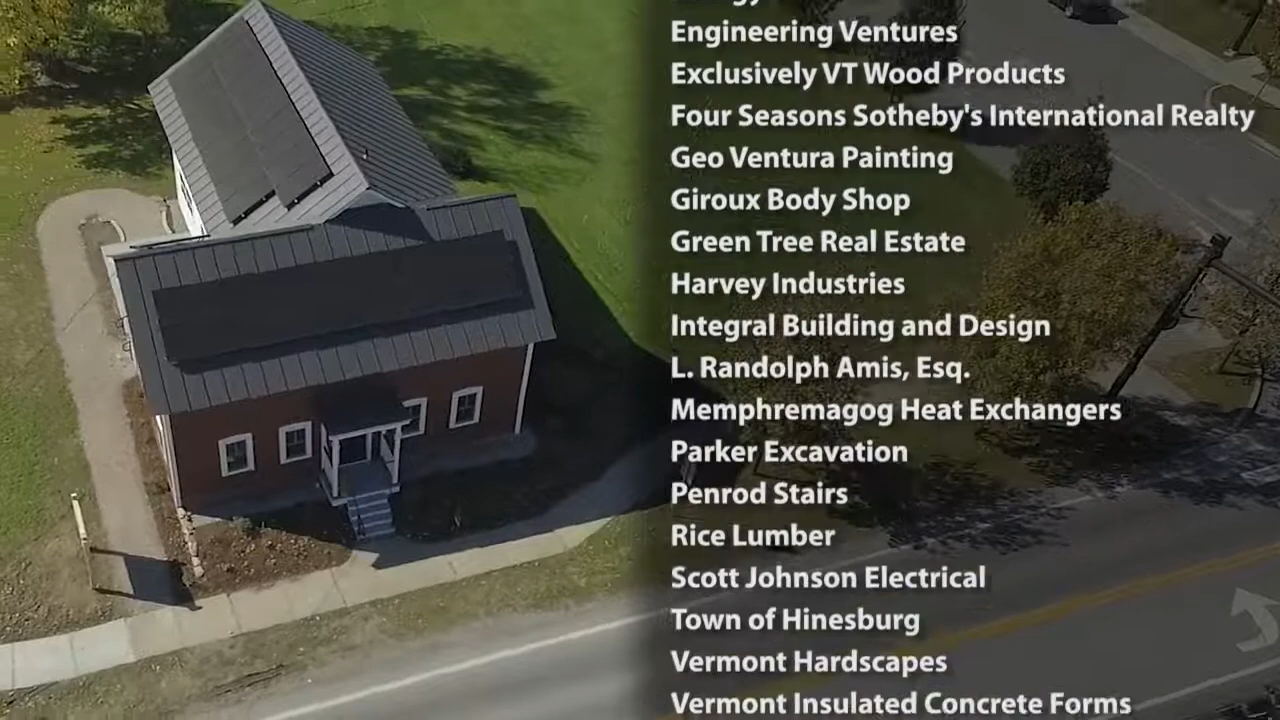 Engineering Ventures
Exclusively VT Wood Products
Four Seasons Sotheby's International Realty
Geo Ventura Painting
Giroux Body Shop
Green Tree Real Estate
Harvey Industries
Integral Building and Design
L. Randolph Amis, Esq.
Memphremagog Heat Exchangers
Parker Excavation
Penrod Stairs
Rice Lumber
Scott Johnson Electrical
Town of Hinesburg
Vermont Hardscapes
Vermont Insulated Concrete Forms